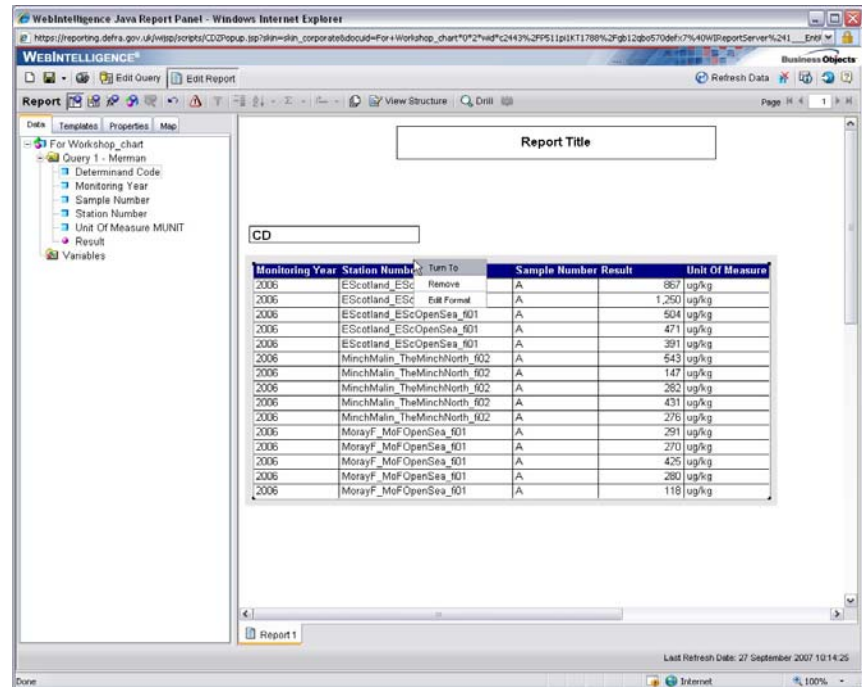 WebIntelligence Java Report Panel - Windows Internet Explorer
WEBINTELLIGENCE®
Business Objects
Edit Query
Edit Report
Refresh Data
Report
View Structure
Drill
Page
1
Data
Templates
Properties
Map
For Workshop_chart
Query 1 - Merman
Determinand Code
Monitoring Year
Sample Number
Station Number
Unit Of Measure MUNIT
Result
Variables
Report Title
CD
Turn To
Remove
Edit Format
Monitoring Year Station Numbe Sample Number Result Unit Of Measure
2006 EScotland_ESc A 867 ug/kg
2006 EScotland_ESc A 1,250 ug/kg
2006 EScotland_EScOpenSea_fi01 A 504 ug/kg
2006 EScotland_EScOpenSea_fi01 A 471 ug/kg
2006 EScotland_EScOpenSea_fi01 A 391 ug/kg
2006 MinchMalin_TheMinchNorth_fi02 A 543 ug/kg
2006 MinchMalin_TheMinchNorth_fi02 A 147 ug/kg
2006 MinchMalin_TheMinchNorth_fi02 A 282 ug/kg
2006 MinchMalin_TheMinchNorth_fi02 A 431 ug/kg
2006 MinchMalin_TheMinchNorth_fi02 A 276 ug/kg
2006 MorayF_MoFOpenSea_fi01 A 291 ug/kg
2006 MorayF_MoFOpenSea_fi01 A 270 ug/kg
2006 MorayF_MoFOpenSea_fi01 A 425 ug/kg
2006 MorayF_MoFOpenSea_fi01 A 280 ug/kg
2006 MorayF_MoFOpenSea_fi01 A 118 ug/kg
Report 1
Last Refresh Date: 27 September 2007 10:14:25
Done
Internet
100%